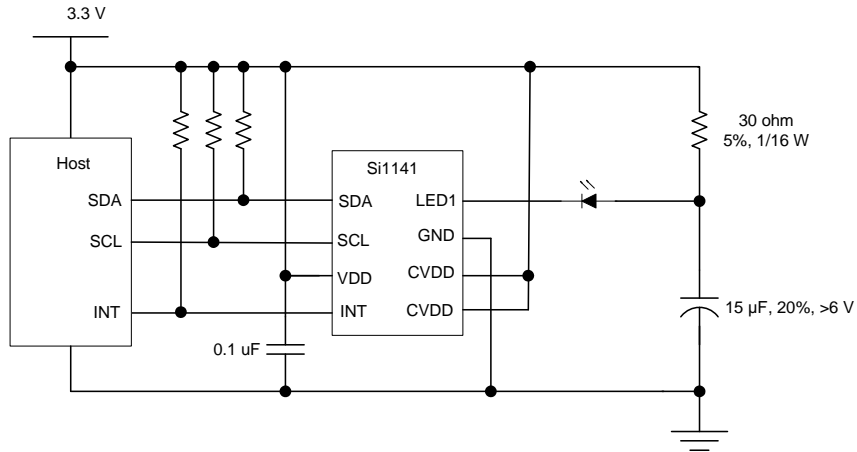 3.3 V
30 ohm
5%, 1/16 W
Host
Si1141
SDA
SDA
LED1
SCL
SCL
GND
VDD
CVDD
INT
INT
CVDD
15 µF, 20%, >6 V
0.1 uF